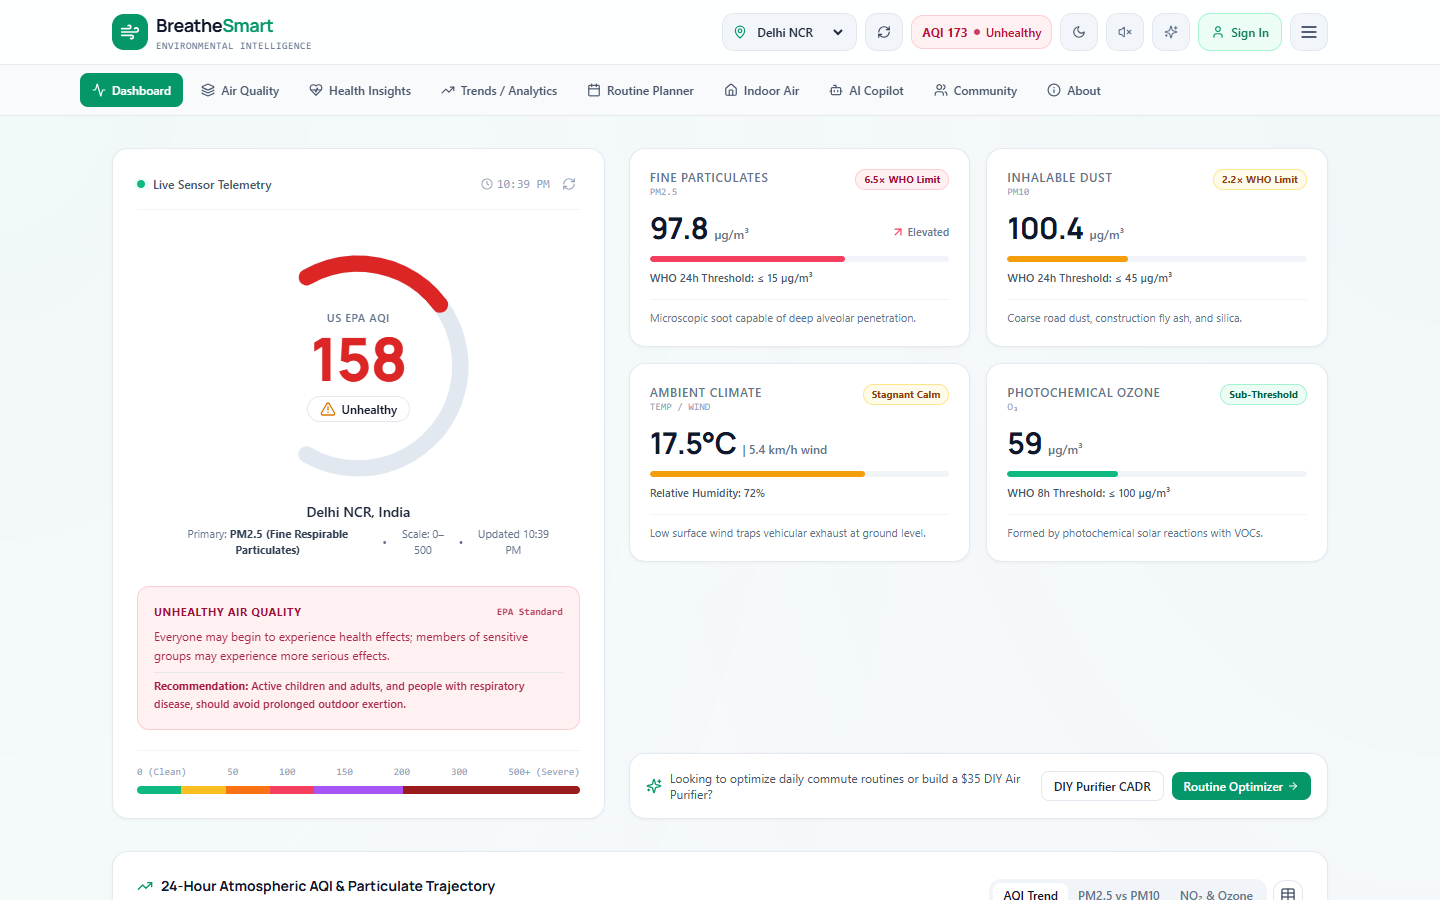 BreatheSmart
ENVIRONMENTAL INTELLIGENCE
Delhi NCR
AQI 173 • Unhealthy
Sign In
Dashboard
Air Quality
Health Insights
Trends / Analytics
Routine Planner
Indoor Air
AI Copilot
Community
About
Live Sensor Telemetry
10:39 PM
US EPA AQI
158
Unhealthy
Delhi NCR, India
Primary: PM2.5 (Fine Respirable
Particulates)
•
Scale: 0–
500
•
Updated 10:39
PM
UNHEALTHY AIR QUALITY
EPA Standard
Everyone may begin to experience health effects; members of sensitive
groups may experience more serious effects.
Recommendation: Active children and adults, and people with respiratory
disease, should avoid prolonged outdoor exertion.
0 (Clean) 50 100 150 200 300 500+ (Severe)
FINE PARTICULATES
PM2.5
6.5× WHO Limit
97.8 µg/m³
Elevated
WHO 24h Threshold: ≤ 15 µg/m³
Microscopic soot capable of deep alveolar penetration.
INHALABLE DUST
PM10
2.2× WHO Limit
100.4 µg/m³
WHO 24h Threshold: ≤ 45 µg/m³
Coarse road dust, construction fly ash, and silica.
AMBIENT CLIMATE
TEMP / WIND
Stagnant Calm
17.5°C | 5.4 km/h wind
Relative Humidity: 72%
Low surface wind traps vehicular exhaust at ground level.
PHOTOCHEMICAL OZONE
O₃
Sub-Threshold
59 µg/m³
WHO 8h Threshold: ≤ 100 µg/m³
Formed by photochemical solar reactions with VOCs.
Looking to optimize daily commute routines or build a $35 DIY Air
Purifier?
DIY Purifier CADR
Routine Optimizer →
24-Hour Atmospheric AQI & Particulate Trajectory
AQI Trend
PM2.5 vs PM10
NO₂ & Ozone